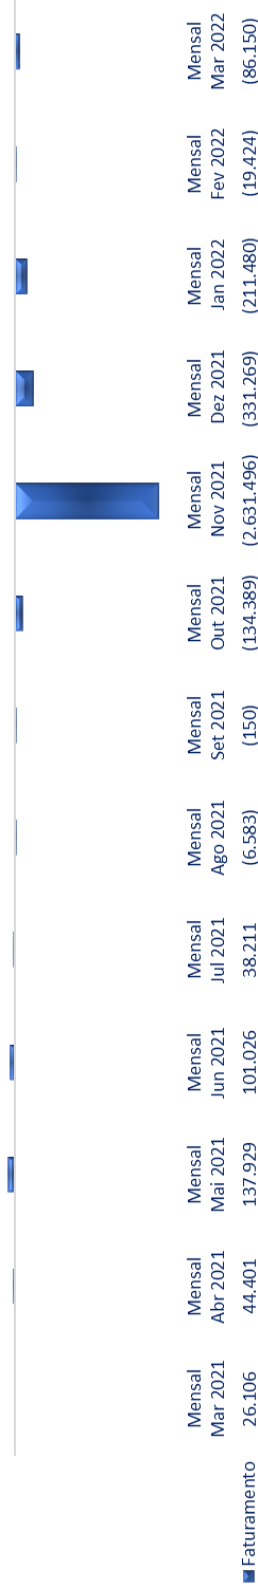 Mensal Mensal Mensal Mensal Mensal Mensal Mensal Mensal Mensal Mensal Mensal Mensal Mensal
Mar 2021 Abr 2021 Mai 2021 Jun 2021 Jul 2021 Ago 2021 Set 2021 Out 2021 Nov 2021 Dez 2021 Jan 2022 Fev 2022 Mar 2022
Faturamento 26.106 44.401 137.929 101.026 38.211 (6.583) (150) (134.389) (2.631.496) (331.269) (211.480) (19.424) (86.150)